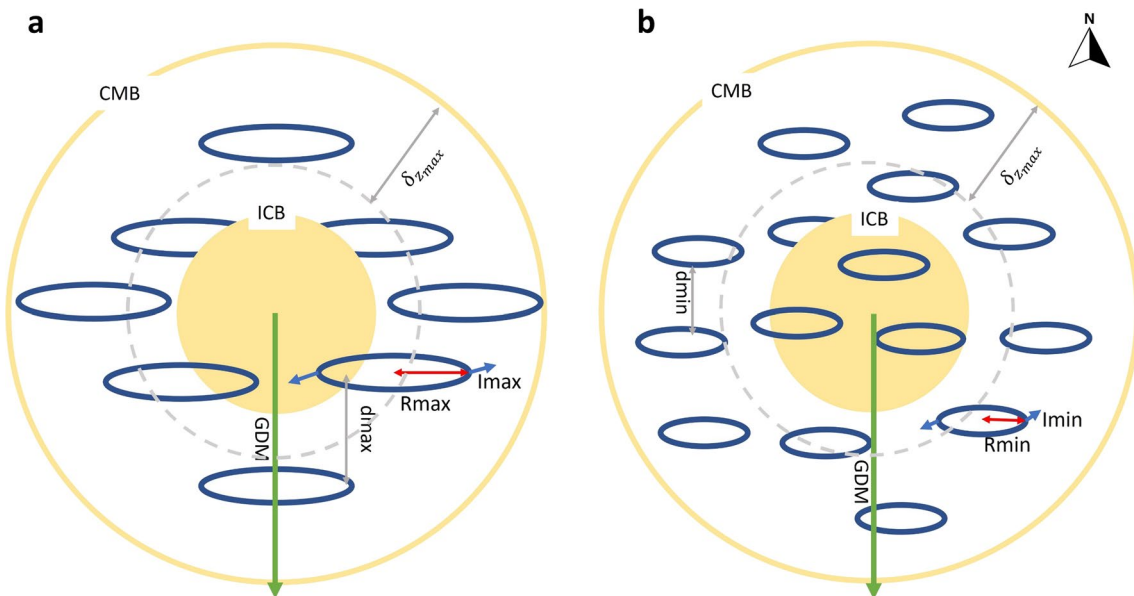 a
CMB
δzmax
ICB
Imax
Rmax
dmax
GDM
b
N
CMB
δzmax
ICB
dmin
Imin
Rmin
GDM